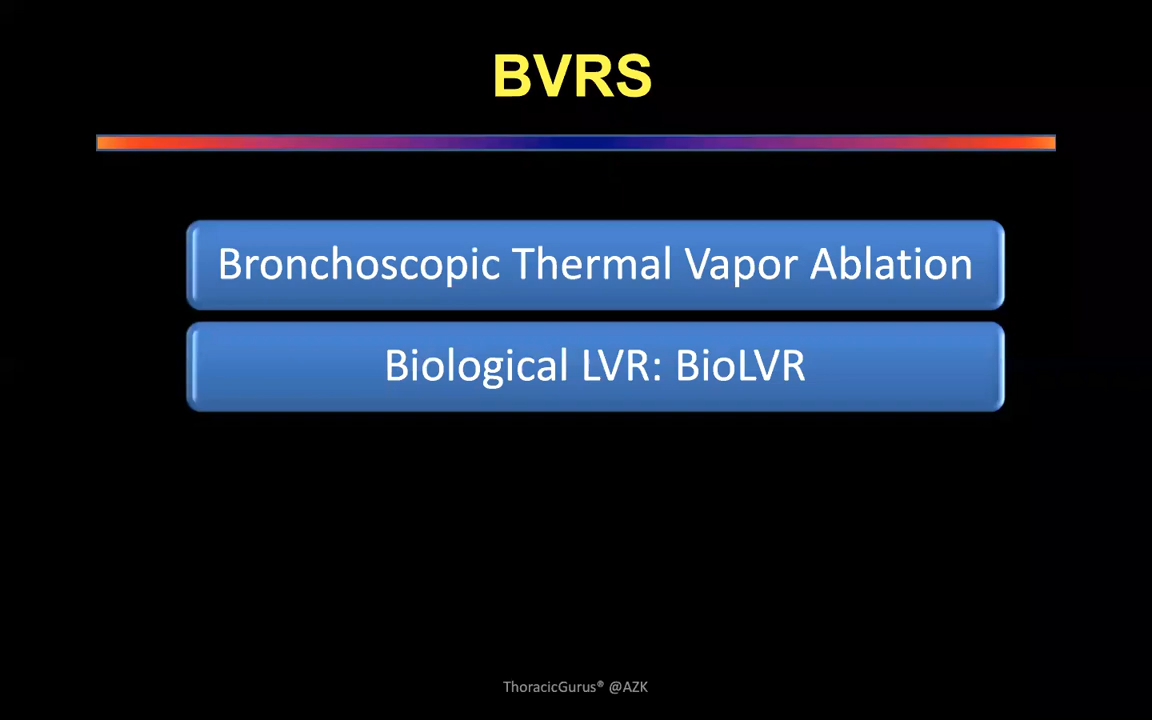 BVRS
Bronchoscopic Thermal Vapor Ablation
Biological LVR: BioLVR
ThoracicGurus® @AZK